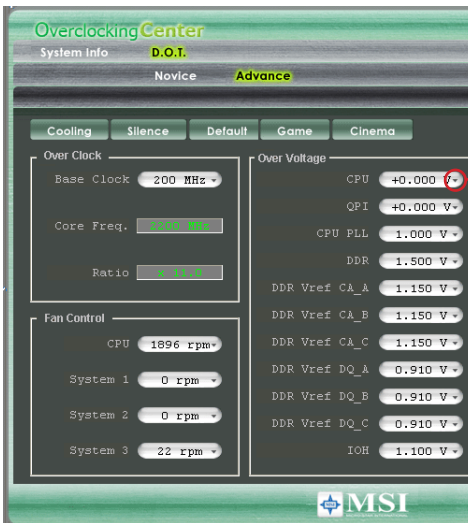 Overclocking Center
System Info D.O.T.
Novice Advance
Cooling Silence Default Game Cinema
Over Clock
Base Clock 200 MHz
Core Freq. 2200 MHz
Ratio x 11.0
Fan Control
CPU 1896 rpm
System 1 0 rpm
System 2 0 rpm
System 3 22 rpm
Over Voltage
CPU +0.000 V
QPI +0.000 V
CPU PLL 1.000 V
DDR 1.500 V
DDR Vref CA_A 1.150 V
DDR Vref CA_B 1.150 V
DDR Vref CA_C 1.150 V
DDR Vref DQ_A 0.910 V
DDR Vref DQ_B 0.910 V
DDR Vref DQ_C 0.910 V
IOH 1.100 V
MSI